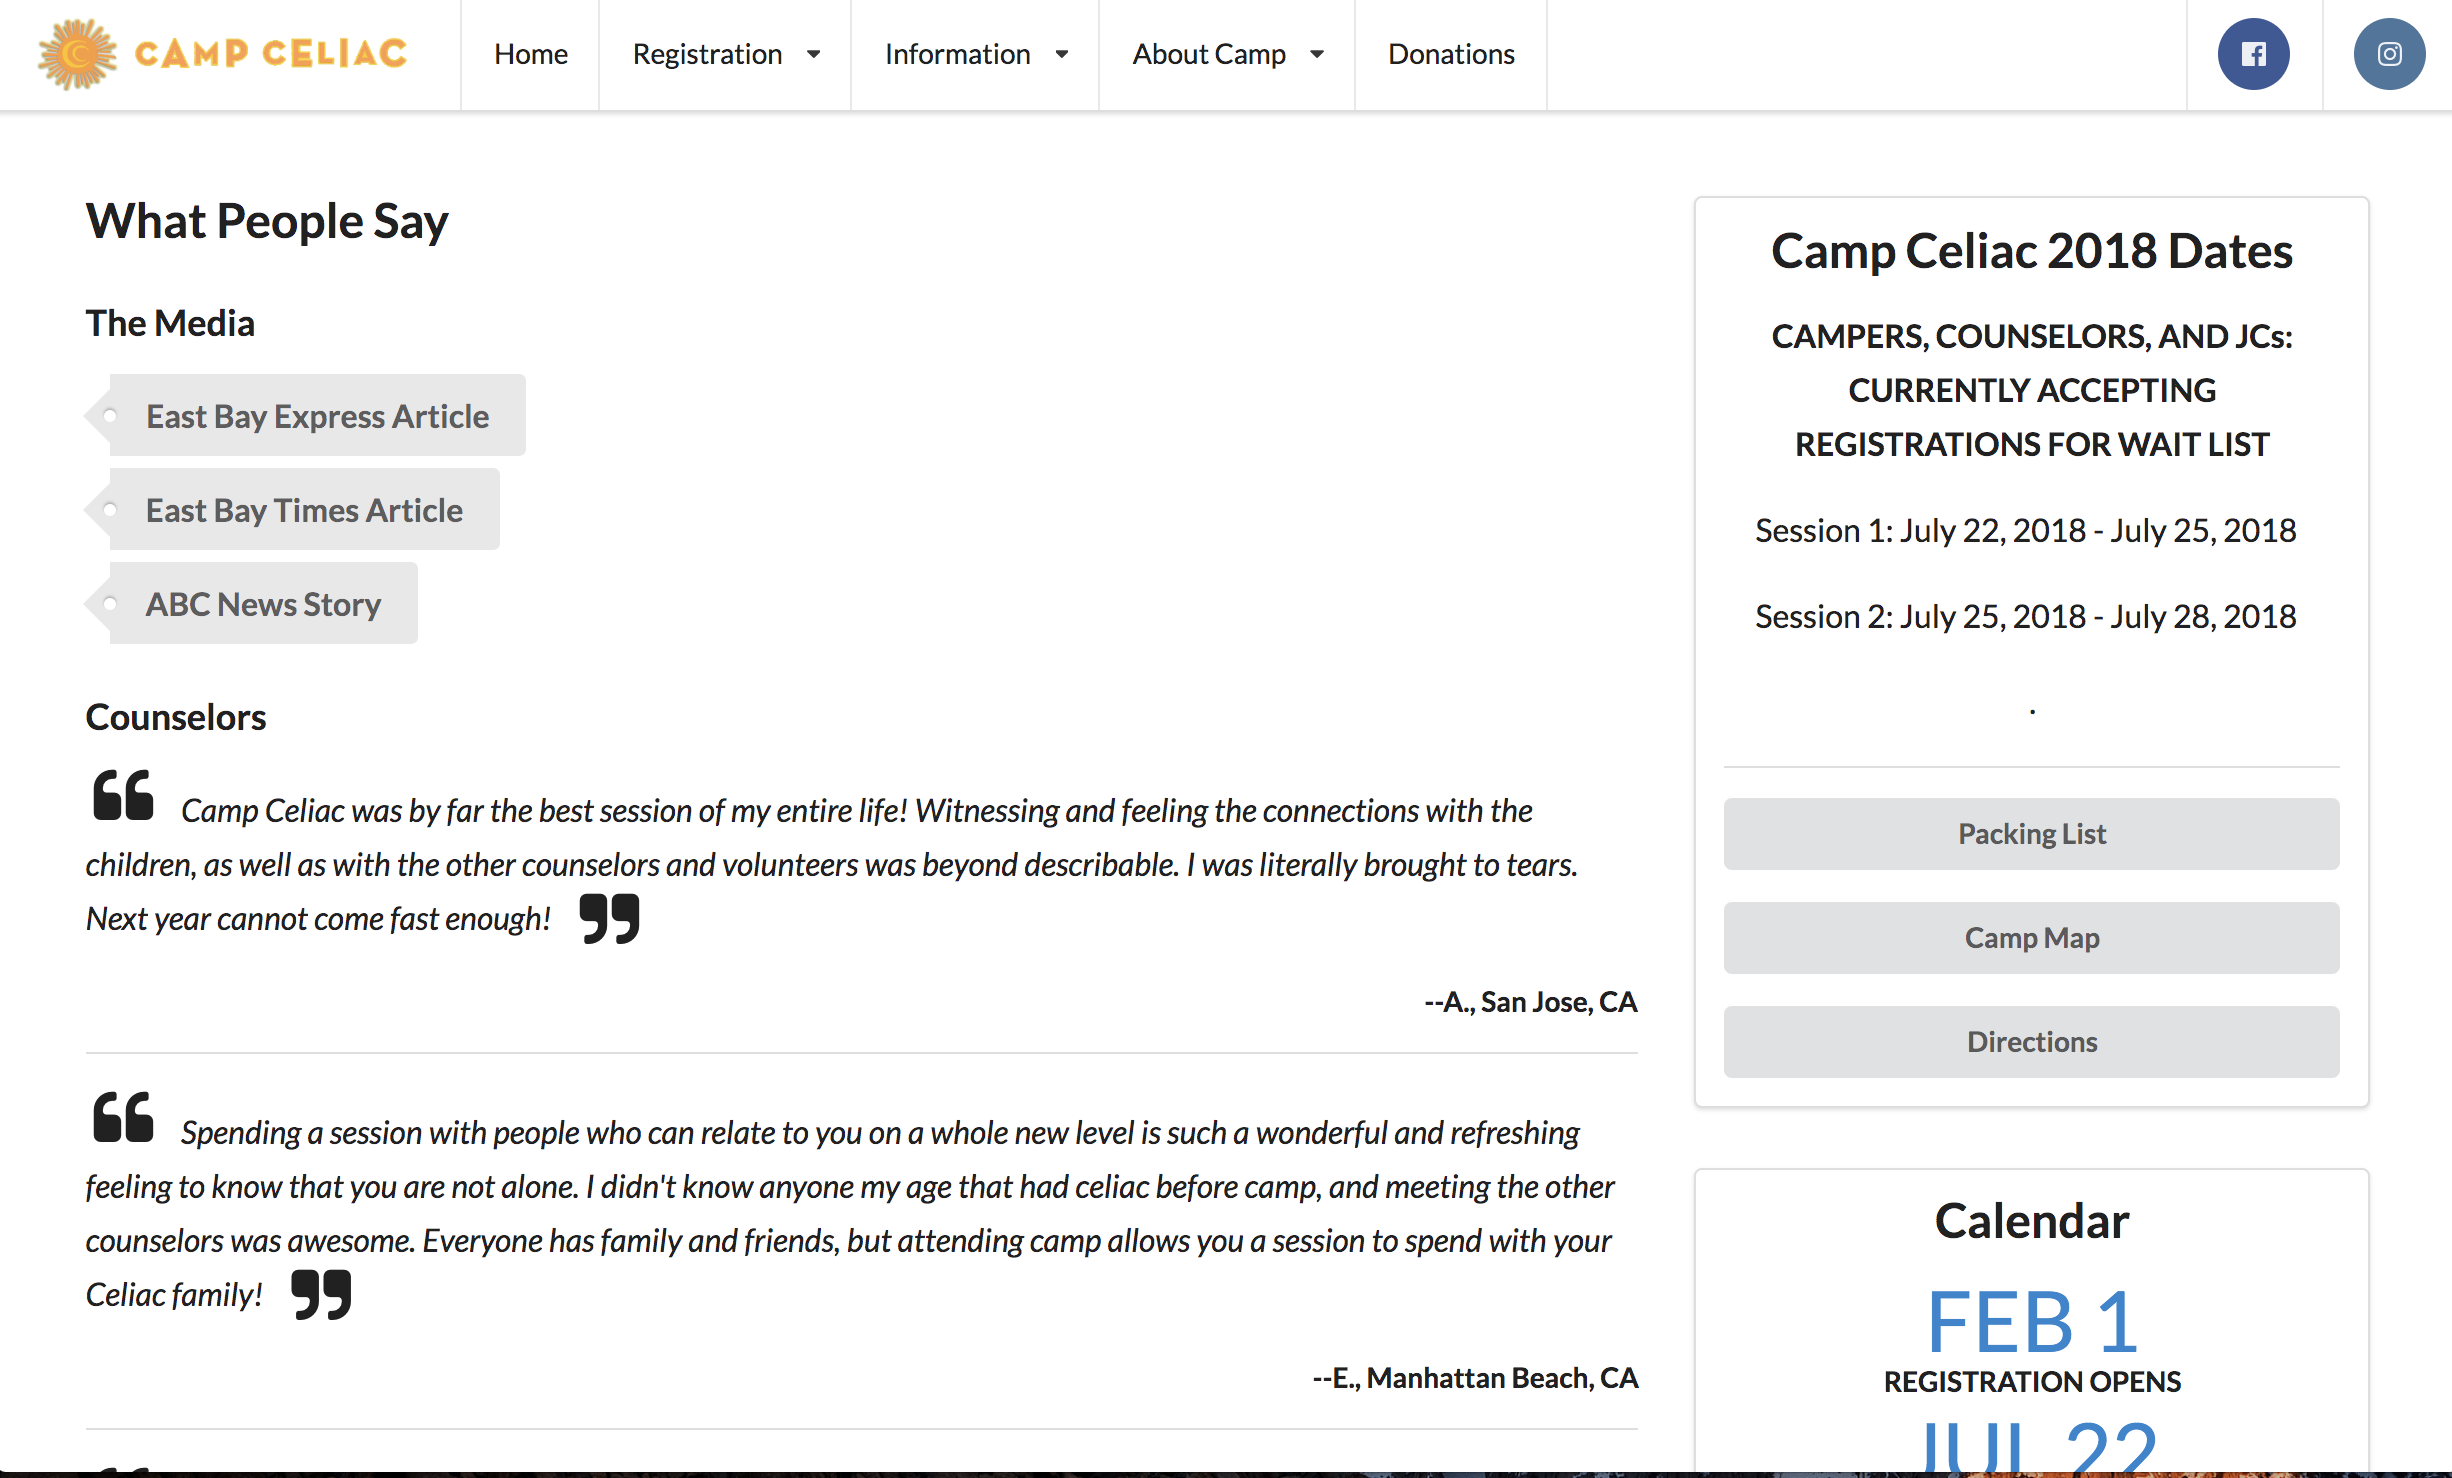 CAMP CELIAC
Home
Registration
Information
About Camp
Donations
What People Say
The Media
East Bay Express Article
East Bay Times Article
ABC News Story
Counselors
“ Camp Celiac was by far the best session of my entire life! Witnessing and feeling the connections with the
children, as well as with the other counselors and volunteers was beyond describable. I was literally brought to tears.
Next year cannot come fast enough! ”
--A., San Jose, CA
“ Spending a session with people who can relate to you on a whole new level is such a wonderful and refreshing
feeling to know that you are not alone. I didn't know anyone my age that had celiac before camp, and meeting the other
counselors was awesome. Everyone has family and friends, but attending camp allows you a session to spend with your
Celiac family! ”
--E., Manhattan Beach, CA
Camp Celiac 2018 Dates
CAMPERS, COUNSELORS, AND JCs:
CURRENTLY ACCEPTING
REGISTRATIONS FOR WAIT LIST
Session 1: July 22, 2018 - July 25, 2018
Session 2: July 25, 2018 - July 28, 2018
.
Packing List
Camp Map
Directions
Calendar
FEB 1
REGISTRATION OPENS
JUL 22